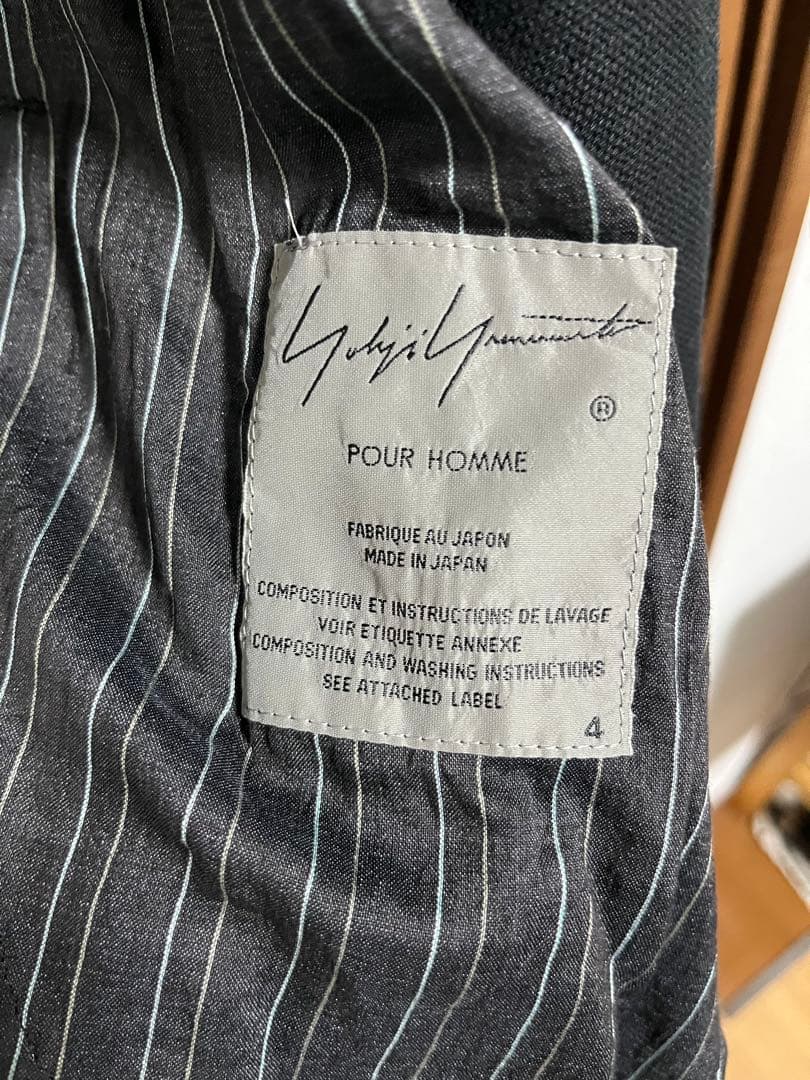 Yohji Yamamoto
®
POUR HOMME
FABRIQUE AU JAPON
MADE IN JAPAN
COMPOSITION ET INSTRUCTIONS DE LAVAGE
VOIR ETIQUETTE ANNEXE
COMPOSITION AND WASHING INSTRUCTIONS
SEE ATTACHED LABEL
4